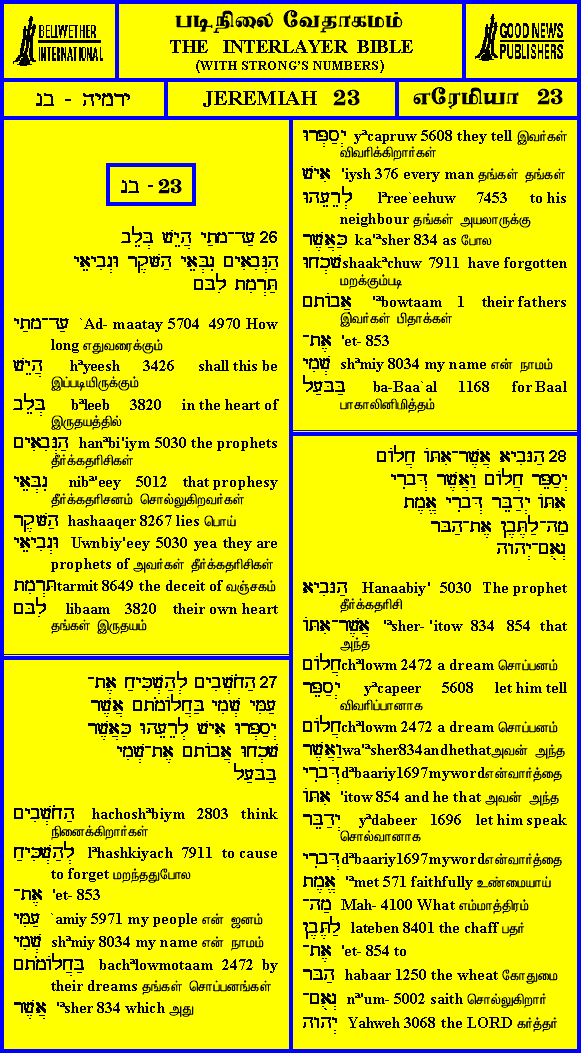 BELLWETHER
INTERNATIONAL
படிநிலை வேதாகமம்
THE INTERLAYER BIBLE
(WITH STRONG'S NUMBERS)
GOOD NEWS
PUBLISHERS
ירמיה - בנ
JEREMIAH 23
எரேமியா 23
בנ - 23
26 עַד־מָתַי הֲיֵשׁ בְּלֵב
הַנְּבִאִים נִבְּאֵי הַשָּׁקֶר וּנְבִיאֵי
תַּרְמִת לִבָּם
עַד־מָתַי `Ad- maatay 5704 4970 How
long எதுவரைக்கும்
הֲיֵשׁ hªyeesh 3426 shall this be
இப்படியிருக்கும்
בְּלֵב bªleeb 3820 in the heart of
இருதயத்தில்
הַנְּבִאִים hanªbi'iym 5030 the prophets
தீர்க்கதரிசிகள்
נִבְּאֵי nibª'eey 5012 that prophesy
தீர்க்கதரிசனம் சொல்லுகிறவர்கள்
הַשָּׁקֶר hashaaqer 8267 lies பொய்
וּנְבִיאֵי Uwnbiy'eey 5030 yea they are
prophets of அவர்கள் தீர்க்கதரிசிகள்
תַּרְמִת tarmit 8649 the deceit of வஞ்சகம்
לִבָּם libaam 3820 their own heart
தங்கள் இருதயம்
27 הַחֹשְׁבִים לְהַשְׁכִּיחַ אֶת־
עַמִּי שְׁמִי בַּחֲלוֹמֹתָם אֲשֶׁר
יְסַפְּרוּ אִישׁ לְרֵעֵהוּ כַּאֲשֶׁר
שָׁכְחוּ אֲבוֹתָם אֶת־שְׁמִי
בַּבָּעַל
הַחֹשְׁבִים hachoshªbiym 2803 think
நினைக்கிறார்கள்
לְהַשְׁכִּיחַ lªhashkiyach 7911 to cause
to forget மறந்ததுபோல
אֶת־ 'et- 853
עַמִּי `amiy 5971 my people என் ஜனம்
שְׁמִי shªmiy 8034 my name என் நாமம்
בַּחֲלוֹמֹתָם bachªlowmotaam 2472 by
their dreams தங்கள் சொப்பனங்கள்
אֲשֶׁר 'ªsher 834 which அது
יְסַפְּרוּ yªcapruw 5608 they tell இவர்கள்
விவரிக்கிறார்கள்
אִישׁ 'iysh 376 every man தங்கள் தங்கள்
לְרֵעֵהוּ lªree`eehuw 7453 to his
neighbour தங்கள் அயலாருக்கு
כַּאֲשֶׁר ka'ªsher 834 as போல
שָׁכְחוּ shaakªchuw 7911 have forgotten
மறக்கும்படி
אֲבוֹתָם 'ªbowtaam 1 their fathers
இவர்கள் பிதாக்கள்
אֶת־ 'et- 853
שְׁמִי shªmiy 8034 my name என் நாமம்
בַּבָּעַל ba-Baa`al 1168 for Baal
பாகாலினிமித்தம்
28 הַנָּבִיא אֲשֶׁר־אִתּוֹ חֲלוֹם
יְסַפֵּר חֲלוֹם וַאֲשֶׁר דְּבָרִי
אִתּוֹ יְדַבֵּר דְּבָרִי אֱמֶת
מַה־לַתֶּבֶן אֶת־הַבָּר
נְאֻם־יְהוָה
הַנָּבִיא Hanaabiy' 5030 The prophet
தீர்க்கதரிசி
אֲשֶׁר־אִתּוֹ 'ªsher- 'itow 834 854 that
அந்த
חֲלוֹם chªlowm 2472 a dream சொப்பனம்
יְסַפֵּר yªcapeer 5608 let him tell
விவரிப்பானாக
חֲלוֹם chªlowm 2472 a dream சொப்பனம்
וַאֲשֶׁר wa'ªsher834andhethatஅவன் அந்த
דְּבָרִי dªbaariy1697mywordஎன்வார்த்தை
אִתּוֹ 'itow 854 and he that அவன் அந்த
יְדַבֵּר yªdabeer 1696 let him speak
சொல்வானாக
דְּבָרִי dªbaariy1697mywordஎன்வார்த்தை
אֱמֶת 'ªmet 571 faithfully உண்மையாய்
מַה־ Mah- 4100 What எம்மாத்திரம்
לַתֶּבֶן lateben 8401 the chaff பதர்
אֶת־ 'et- 854 to
הַבָּר habaar 1250 the wheat கோதுமை
נְאֻם־ nª'um- 5002 saith சொல்லுகிறார்
יְהוָה Yahweh 3068 the LORD கர்த்தர்